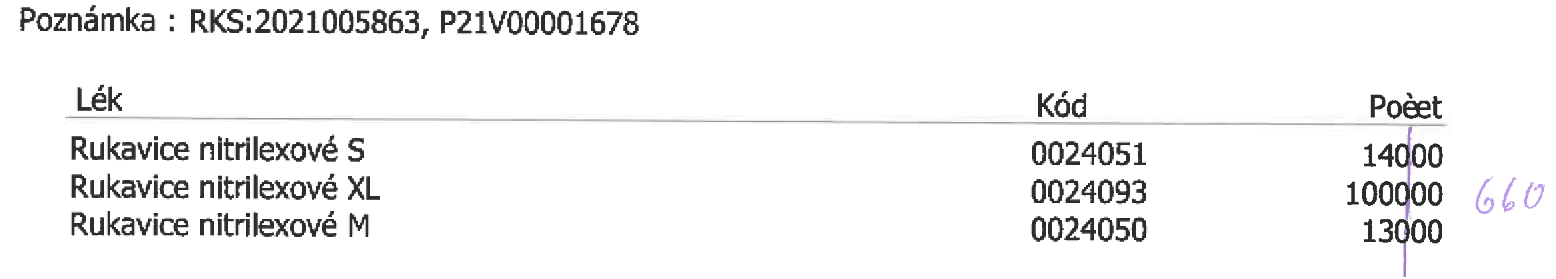 Poznámka : RKS:2021005863, P21V00001678
Lék Kód Poèet
Rukavice nitrilexové S 0024051 14000
Rukavice nitrilexové XL 0024093 100000 660
Rukavice nitrilexové M 0024050 13000